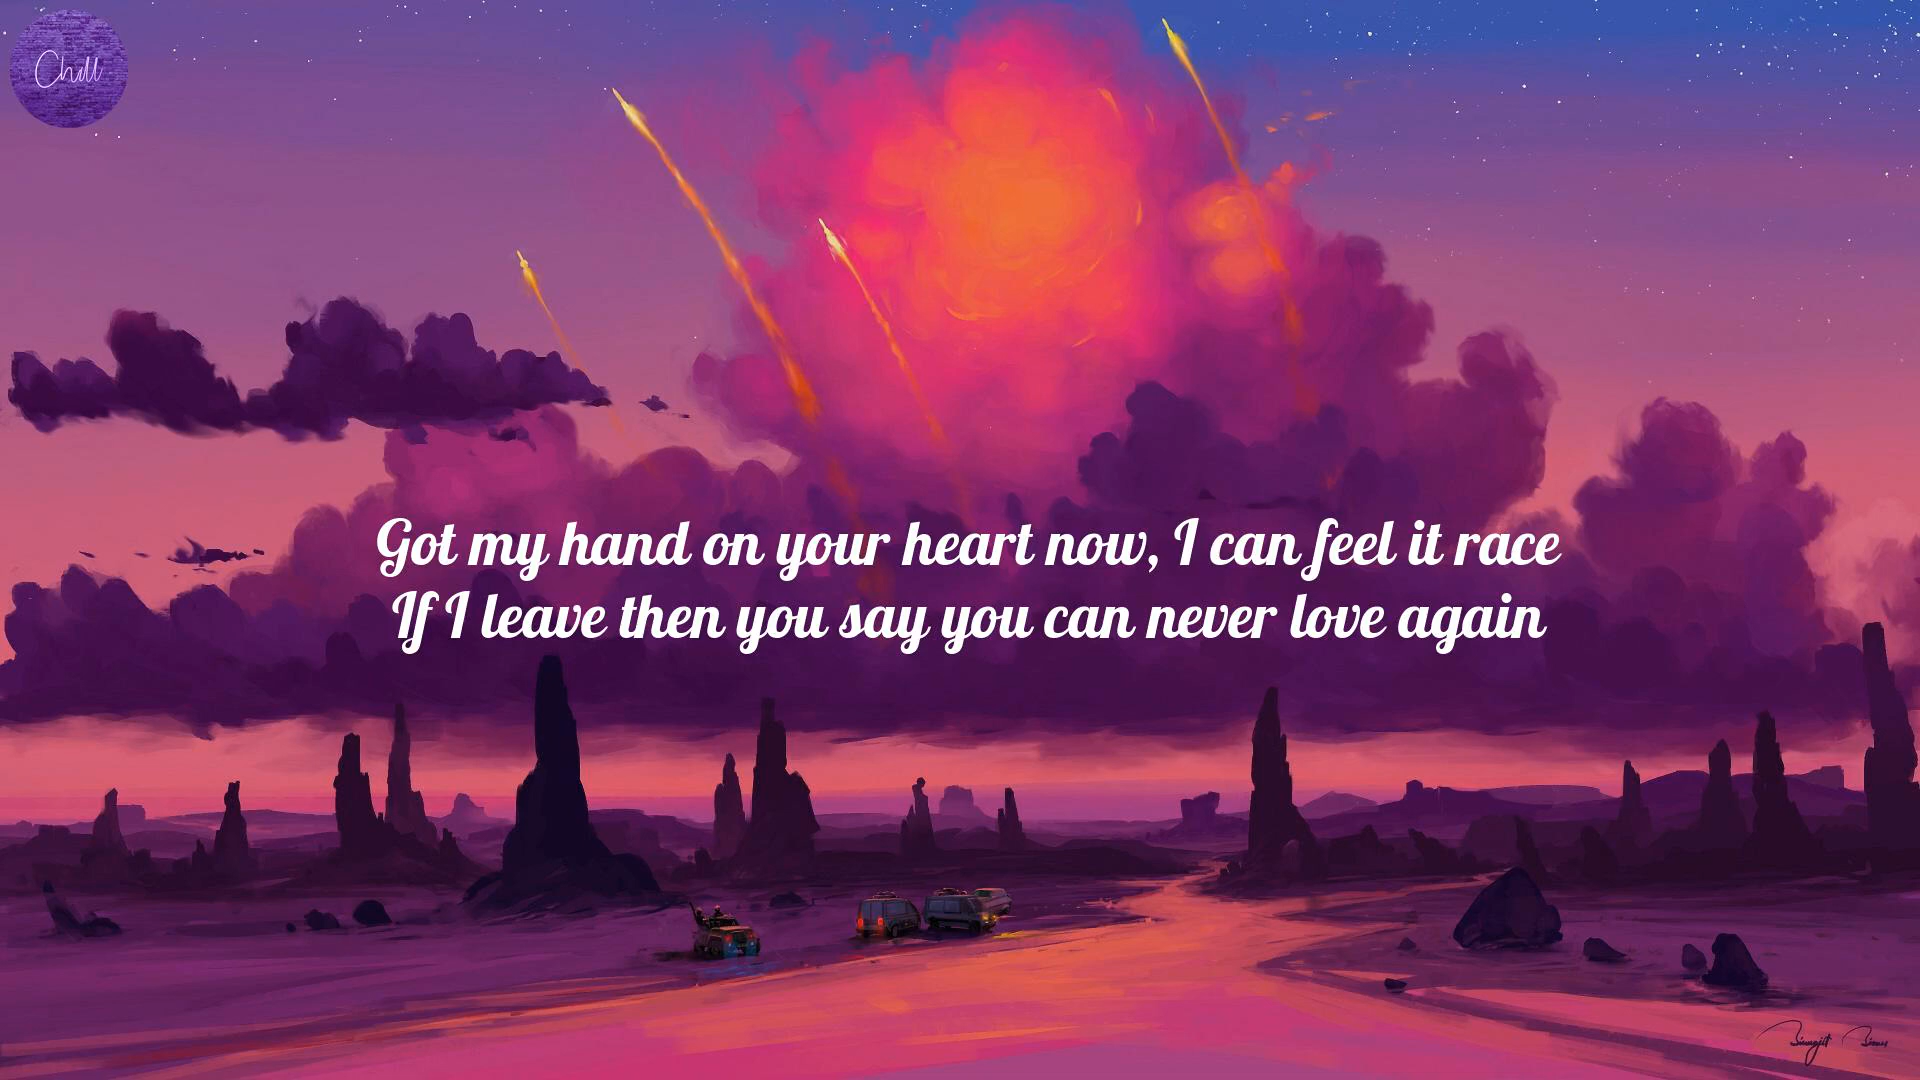 Chill
Got my hand on your heart now, I can feel it race
If I leave then you say you can never love again